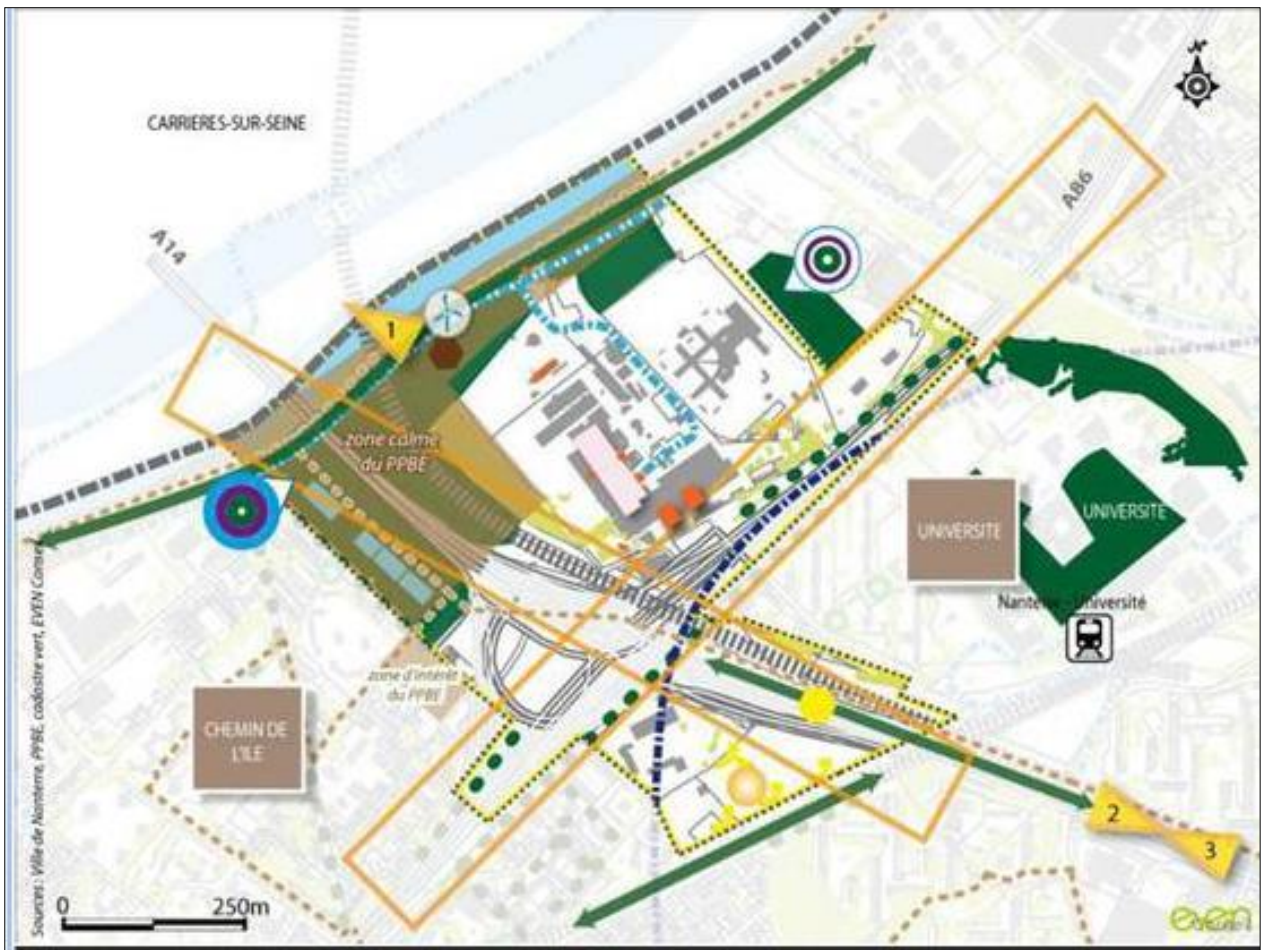 N
CARRIERES-SUR-SEINE
A86
A14
SEINE
1
zone calme
du PPBE
UNIVERSITE
UNIVERSITE
Nanterre - Université
zone d'intérêt
du PPBE
CHEMIN DE
L'ILE
2
3
Sources : Ville de Nanterre, PPBE, cadastre vert, EVEN Conseil
0 250m
even